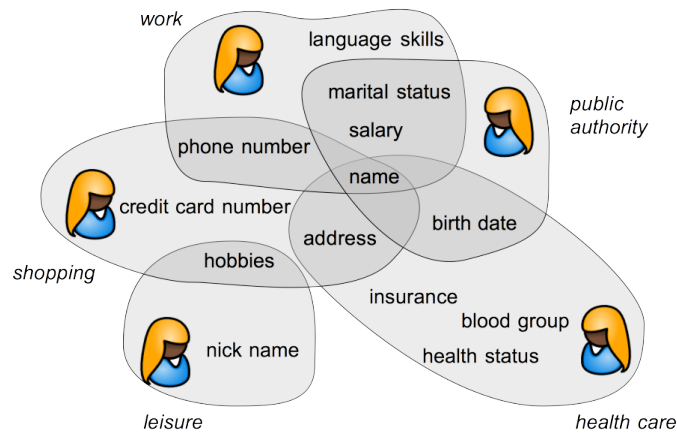 work
language skills
marital status
public
authority
salary
phone number
name
credit card number
birth date
address
hobbies
shopping
insurance
blood group
nick name
health status
leisure
health care